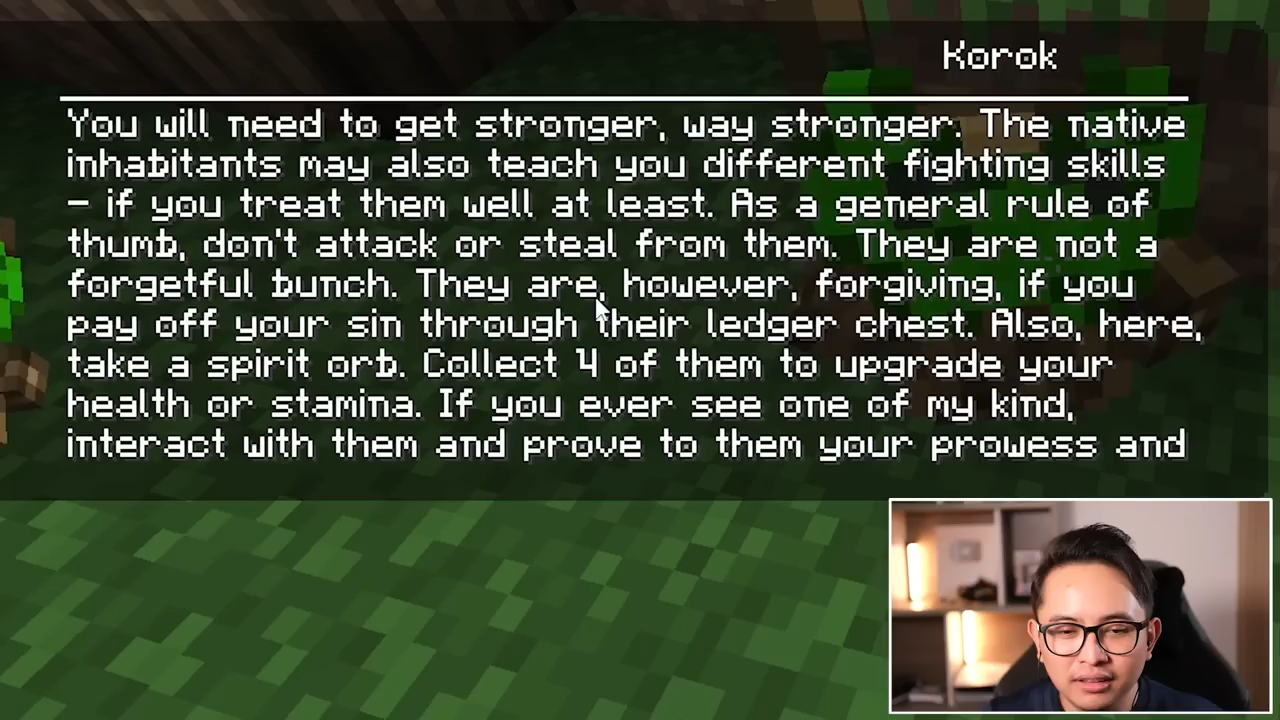 Korok
You will need to get stronger, way stronger. The native
inhabitants may also teach you different fighting skills
– if you treat them well at least. As a general rule of
thumb, don't attack or steal from them. They are not a
forgetful bunch. They are, however, forgiving, if you
pay off your sin through their ledger chest. Also, here,
take a spirit orb. Collect 4 of them to upgrade your
health or stamina. If you ever see one of my kind,
interact with them and prove to them your prowess and